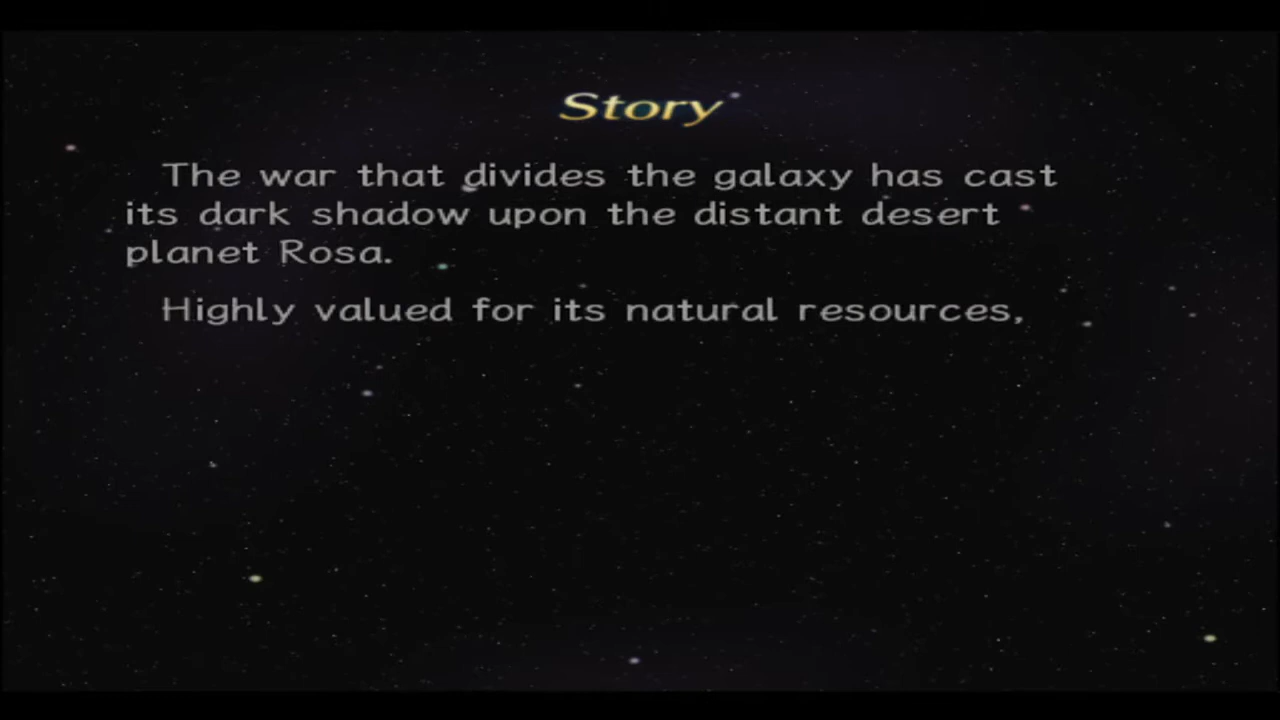 Story
The war that divides the galaxy has cast
its dark shadow upon the distant desert
planet Rosa.
Highly valued for its natural resources,